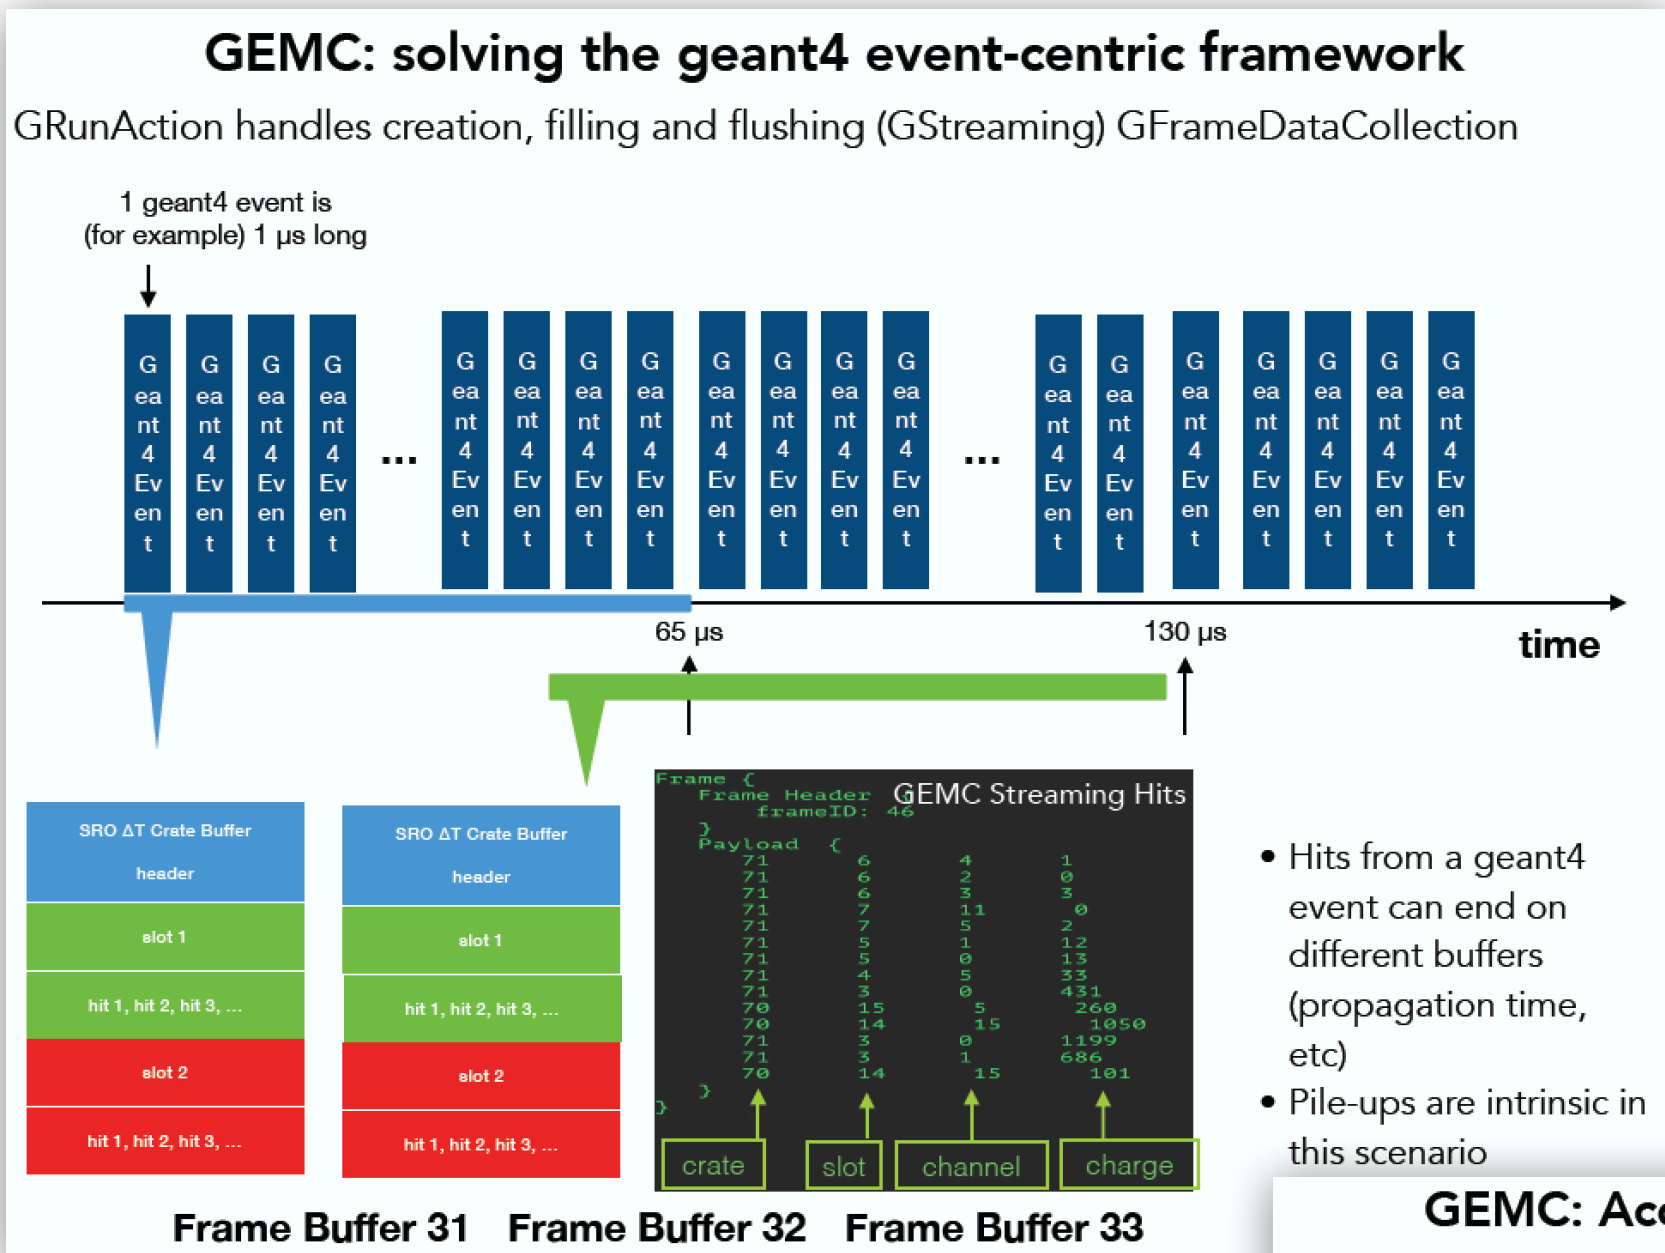 GEMC: solving the geant4 event-centric framework
GRunAction handles creation, filling and flushing (GStreaming) GFrameDataCollection
1 geant4 event is
(for example) 1 µs long
Geant4 Event
Geant4 Event
Geant4 Event
Geant4 Event
...
Geant4 Event
Geant4 Event
Geant4 Event
Geant4 Event
Geant4 Event
Geant4 Event
Geant4 Event
Geant4 Event
...
Geant4 Event
Geant4 Event
Geant4 Event
Geant4 Event
Geant4 Event
Geant4 Event
Geant4 Event
65 µs
130 µs
time
SRO ΔT Crate Buffer
header
slot 1
hit 1, hit 2, hit 3, ...
slot 2
hit 1, hit 2, hit 3, ...
SRO ΔT Crate Buffer
header
slot 1
hit 1, hit 2, hit 3, ...
slot 2
hit 1, hit 2, hit 3, ...
GEMC Streaming Hits
Frame {
Frame Header {
frameID: 46
}
Payload {
71 6 4 1
71 6 2 0
71 6 3 3
71 7 11 0
71 7 5 2
71 5 1 12
71 5 0 13
71 4 5 33
71 3 0 431
70 15 5 260
70 14 15 1050
71 3 0 1199
71 3 1 686
70 14 15 101
}
}
crate
slot
channel
charge
• Hits from a geant4
event can end on
different buffers
(propagation time,
etc)
• Pile-ups are intrinsic in
this scenario
Frame Buffer 31
Frame Buffer 32
Frame Buffer 33
GEMC: